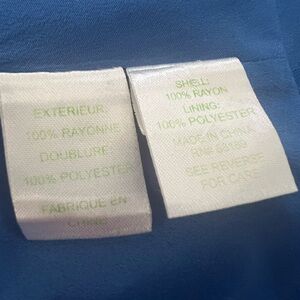 EXTERIEUR:
100% RAYONNE
DOUBLURE:
100% POLYESTER
FABRIQUE EN
CHINE
SHELL:
100% RAYON
LINING:
100% POLYESTER
MADE IN CHINA
SEE REVERSE
FOR CARE